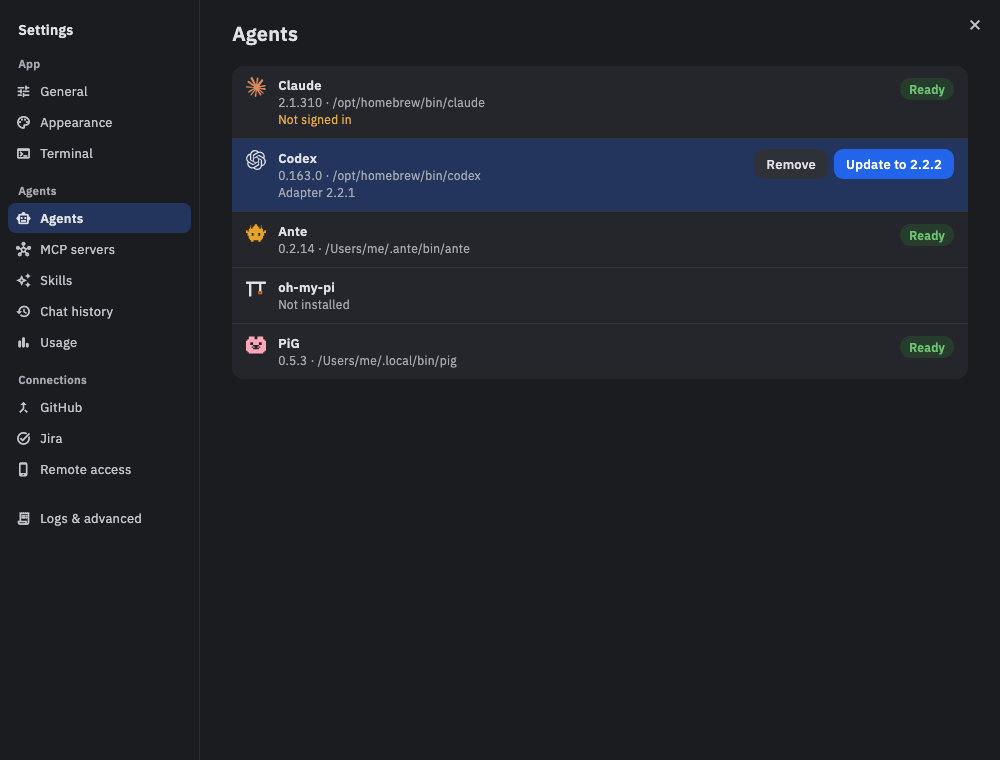 Settings
App
General
Appearance
Terminal
Agents
Agents
MCP servers
Skills
Chat history
Usage
Connections
GitHub
Jira
Remote access
Logs & advanced
Agents
Claude
2.1.310 · /opt/homebrew/bin/claude
Not signed in
Ready
Codex
0.163.0 · /opt/homebrew/bin/codex
Adapter 2.2.1
Remove
Update to 2.2.2
Ante
0.2.14 · /Users/me/.ante/bin/ante
Ready
oh-my-pi
Not installed
PiG
0.5.3 · /Users/me/.local/bin/pig
Ready